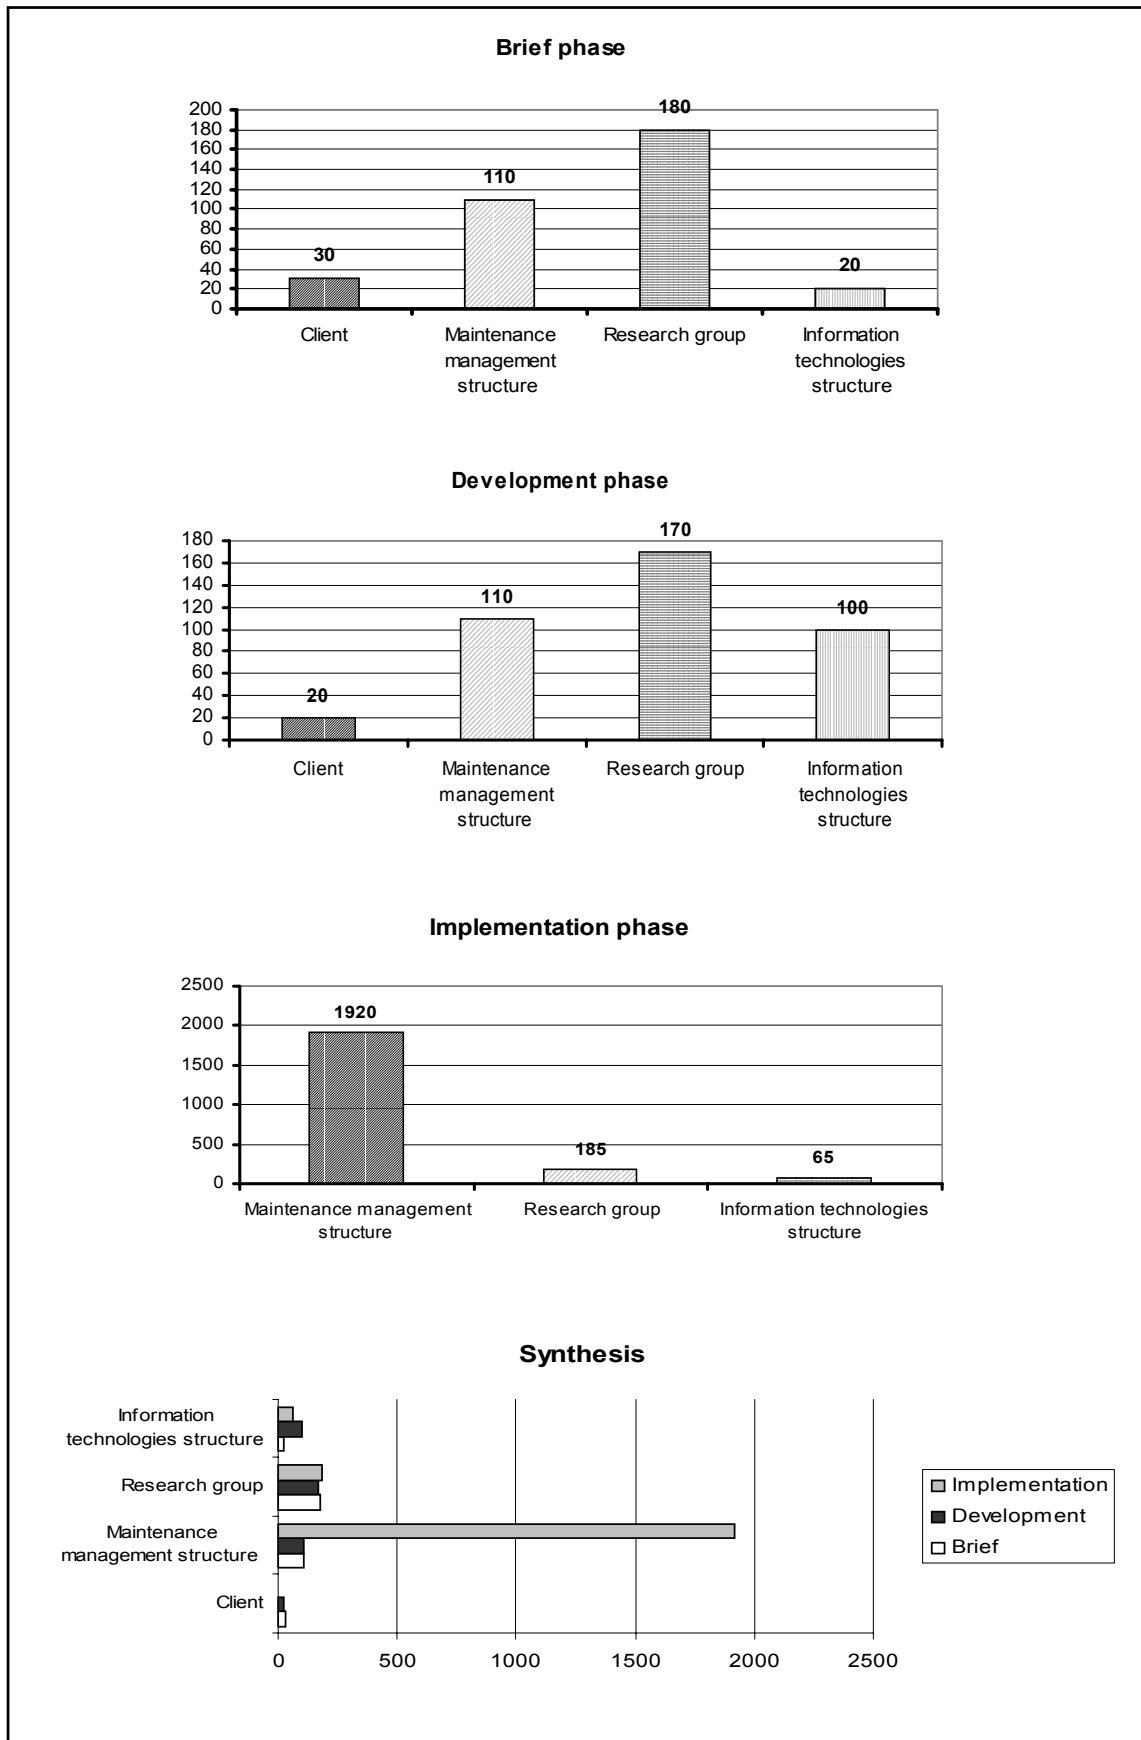 Brief phase
200
180
160
140
120
100
80
60
40
20
0
30
110
180
20
Client
Maintenance
management
structure
Research group
Information
technologies
structure
Development phase
180
160
140
120
100
80
60
40
20
0
20
110
170
100
Client
Maintenance
management
structure
Research group
Information
technologies
structure
Implementation phase
2500
2000
1500
1000
500
0
1920
185
65
Maintenance management
structure
Research group
Information technologies
structure
Synthesis
Information
technologies structure
Research group
Maintenance
management structure
Client
0 500 1000 1500 2000 2500
Implementation
Development
Brief